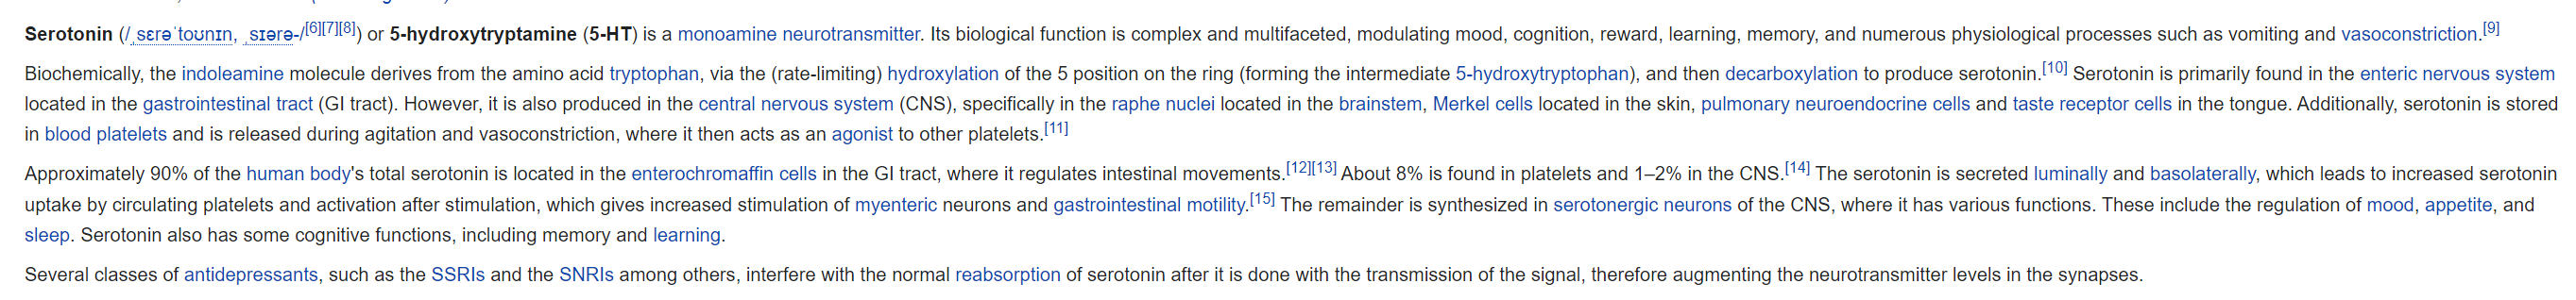 Serotonin (/ˌsɛrəˈtoʊnɪn, ˌsɪərə-/[6][7][8]) or 5-hydroxytryptamine (5-HT) is a monoamine neurotransmitter. Its biological function is complex and multifaceted, modulating mood, cognition, reward, learning, memory, and numerous physiological processes such as vomiting and vasoconstriction.[9]
Biochemically, the indoleamine molecule derives from the amino acid tryptophan, via the (rate-limiting) hydroxylation of the 5 position on the ring (forming the intermediate 5-hydroxytryptophan), and then decarboxylation to produce serotonin.[10] Serotonin is primarily found in the enteric nervous system
located in the gastrointestinal tract (GI tract). However, it is also produced in the central nervous system (CNS), specifically in the raphe nuclei located in the brainstem, Merkel cells located in the skin, pulmonary neuroendocrine cells and taste receptor cells in the tongue. Additionally, serotonin is stored
in blood platelets and is released during agitation and vasoconstriction, where it then acts as an agonist to other platelets.[11]
Approximately 90% of the human body's total serotonin is located in the enterochromaffin cells in the GI tract, where it regulates intestinal movements.[12][13] About 8% is found in platelets and 1–2% in the CNS.[14] The serotonin is secreted luminally and basolaterally, which leads to increased serotonin
uptake by circulating platelets and activation after stimulation, which gives increased stimulation of myenteric neurons and gastrointestinal motility.[15] The remainder is synthesized in serotonergic neurons of the CNS, where it has various functions. These include the regulation of mood, appetite, and
sleep. Serotonin also has some cognitive functions, including memory and learning.
Several classes of antidepressants, such as the SSRIs and the SNRIs among others, interfere with the normal reabsorption of serotonin after it is done with the transmission of the signal, therefore augmenting the neurotransmitter levels in the synapses.